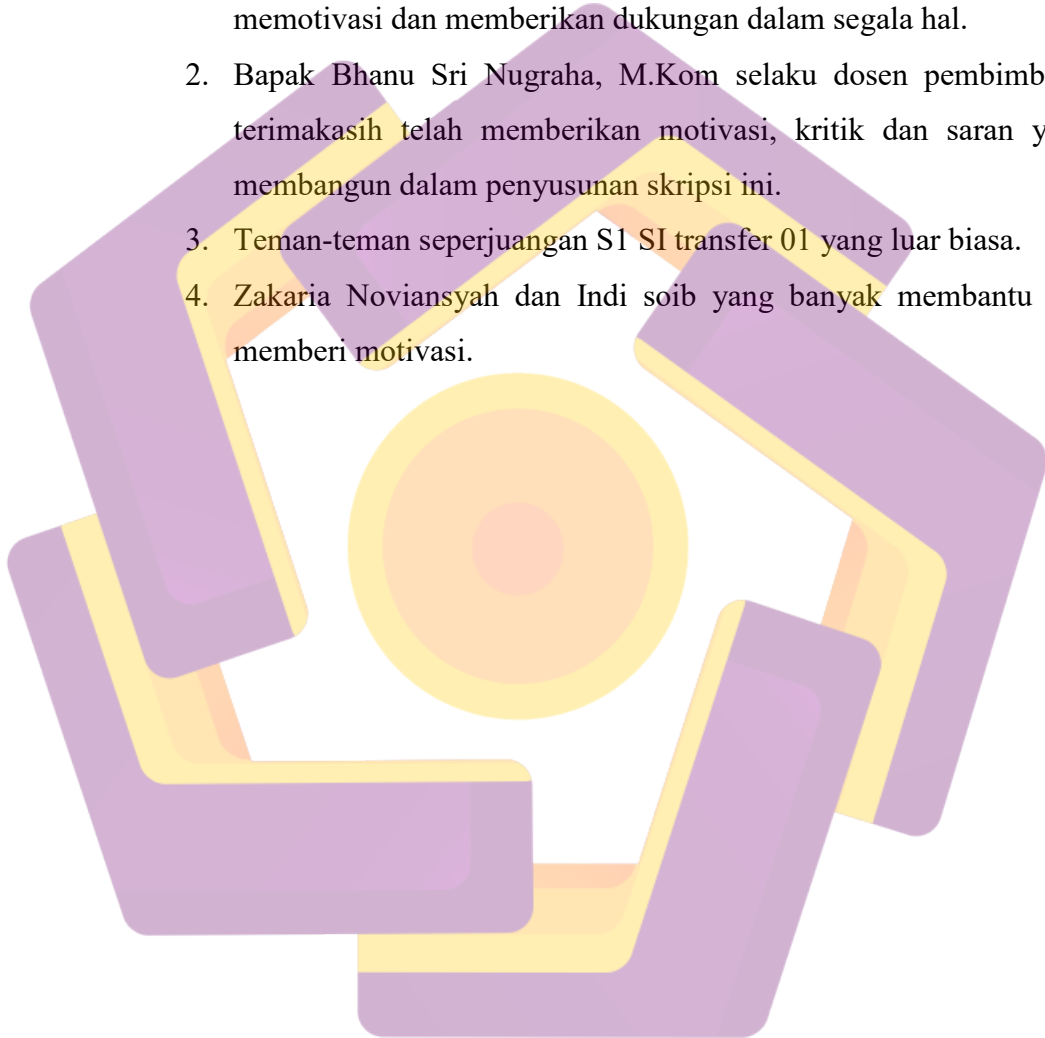 memotivasi dan memberikan dukungan dalam segala hal.
2. Bapak Bhanu Sri Nugraha, M.Kom selaku dosen pembimb
terimakasih telah memberikan motivasi, kritik dan saran y
membangun dalam penyusunan skripsi ini.
3. Teman-teman seperjuangan S1 SI transfer 01 yang luar biasa.
4. Zakaria Noviansyah dan Indi soib yang banyak membantu
memberi motivasi.